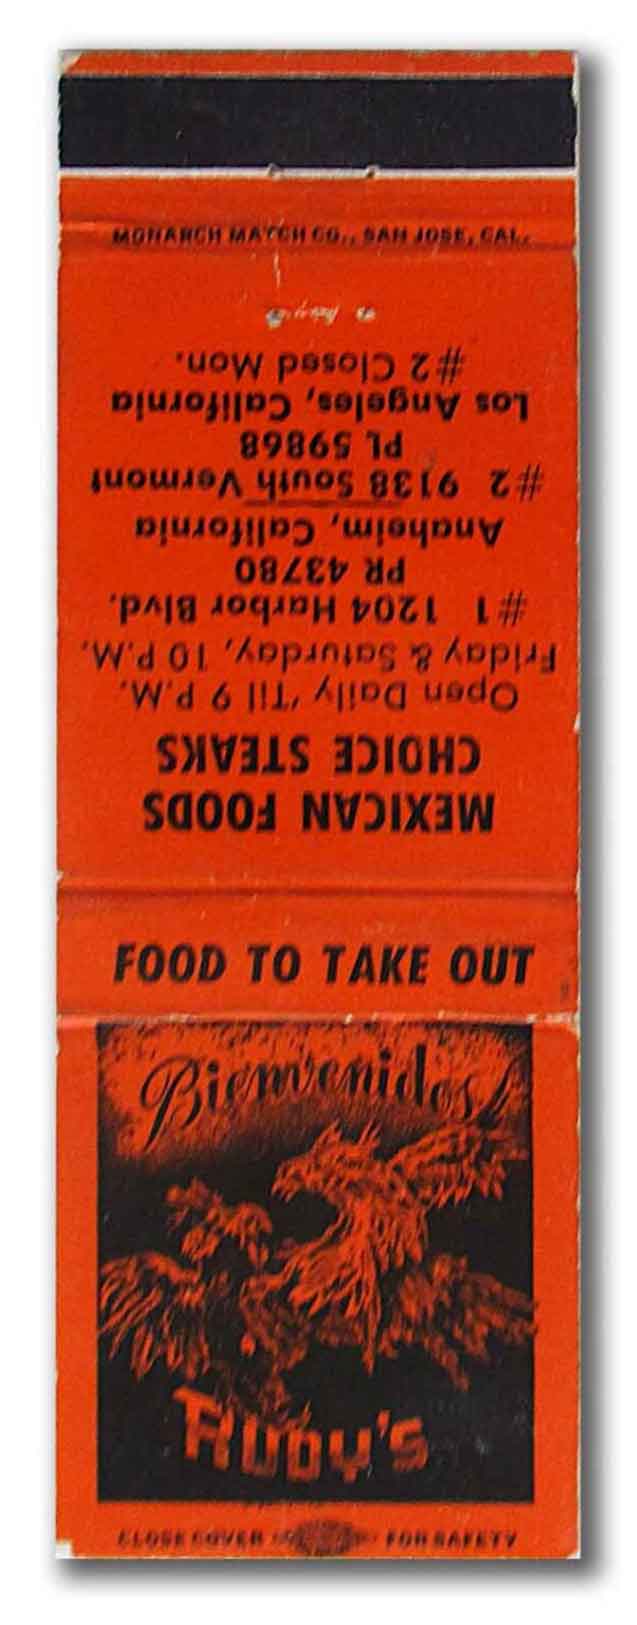 MONARCH MATCH CO., SAN JOSE, CAL.
MEXICAN FOODS
CHOICE STEAKS
Open Daily 'Til 9 P.M.
Friday & Saturday, 10 P.M.
#1 1204 Harbor Blvd.
PR 43780
Anaheim, California
#2 9138 South Vermont
PL 59868
Los Angeles, California
#2 Closed Mon.
FOOD TO TAKE OUT
Bienvenidos
RUDY'S
CLOSE COVER FOR SAFETY